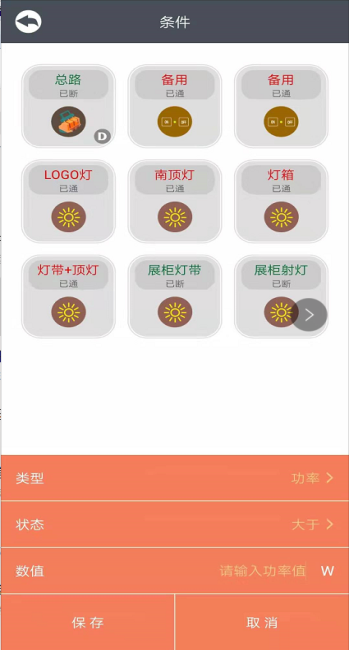 条件
总路
已断
D
备用
已通
备用
已通
LOGO灯
已通
南顶灯
已通
灯箱
已通
灯带+顶灯
已通
展柜灯带
已断
展柜射灯
已断
类型 功率
状态 大于
数值 请输入功率值 W
保存 取消